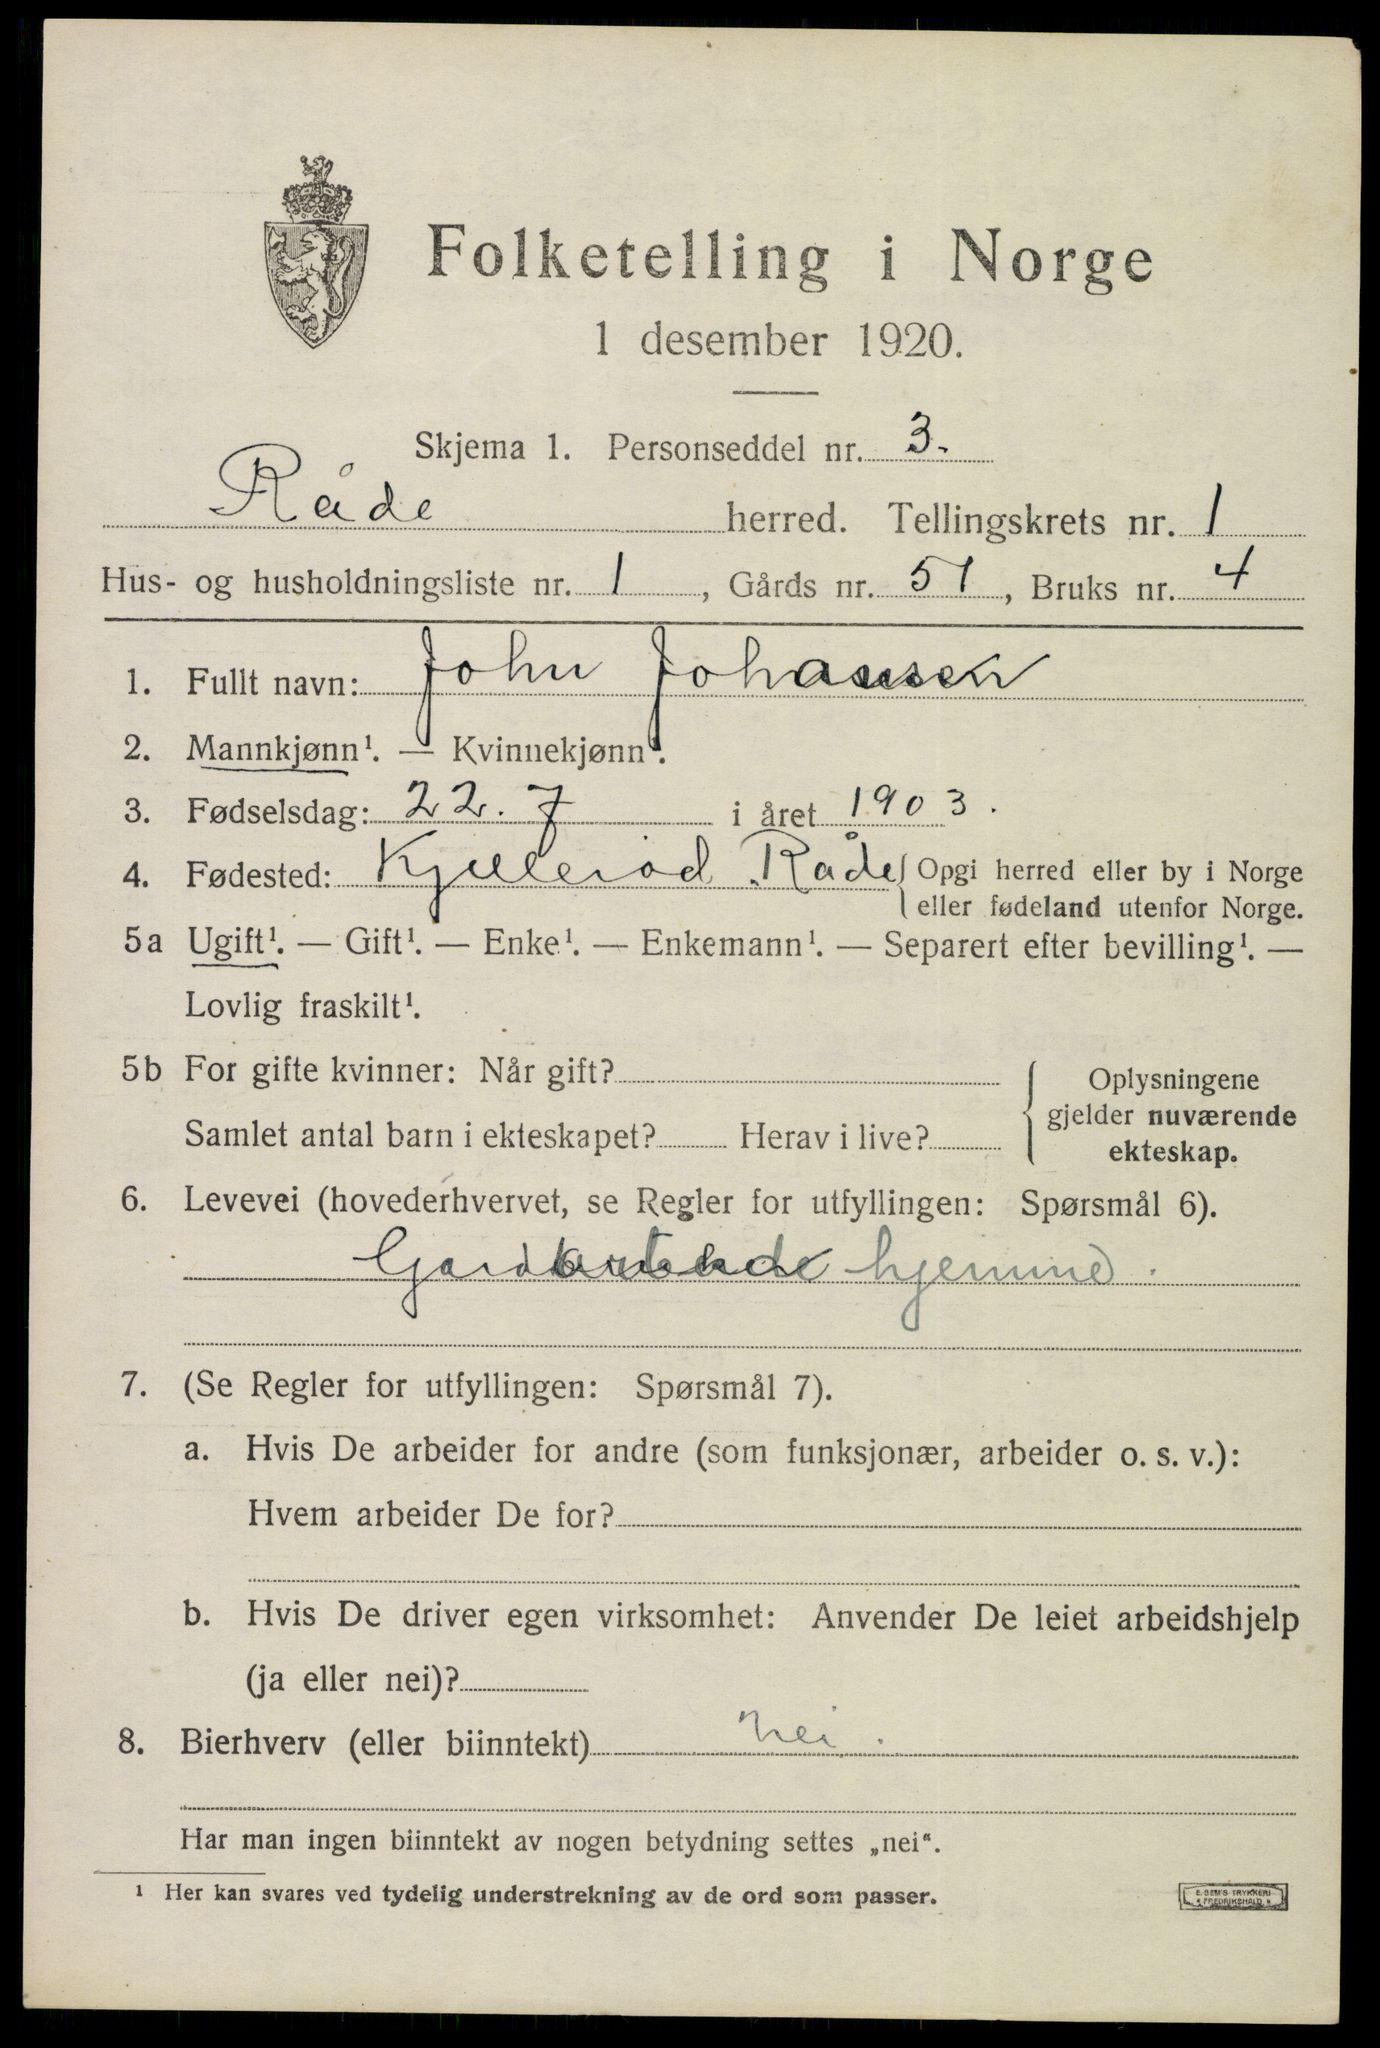 Folketelling i Norge
1 desember 1920.
Skjema 1. Personseddel nr. 3.
Råde herred. Tellingskrets nr. 1
Hus- og husholdningsliste nr. 1, Gårds nr. 51, Bruks nr. 4
1. Fullt navn: John Johansen
2. Mannkjønn¹. — Kvinnekjønn¹.
3. Fødselsdag: 22. 7 i året 1903.
4. Fødested: Råde { Opgi herred eller by i Norge
eller fødeland utenfor Norge.
5a Ugift¹. — Gift¹. — Enke¹. — Enkemann¹. — Separert efter bevilling¹. —
Lovlig fraskilt¹.
5b For gifte kvinner: Når gift?
Samlet antal barn i ekteskapet? Herav i live?
{ Oplysningene
gjelder nuværende
ekteskap.
6. Levevei (hovederhvervet, se Regler for utfyllingen: Spørsmål 6).
hjemme.
7. (Se Regler for utfyllingen: Spørsmål 7).
a. Hvis De arbeider for andre (som funksjonær, arbeider o. s. v.):
Hvem arbeider De for?
b. Hvis De driver egen virksomhet: Anvender De leiet arbeidshjelp
(ja eller nei)?
8. Bierhverv (eller biinntekt) Nei.
Har man ingen biinntekt av nogen betydning settes „nei“.
¹ Her kan svares ved tydelig understrekning av de ord som passer.
E. SEM'S TRYKKERI
FREDRIKSHALD